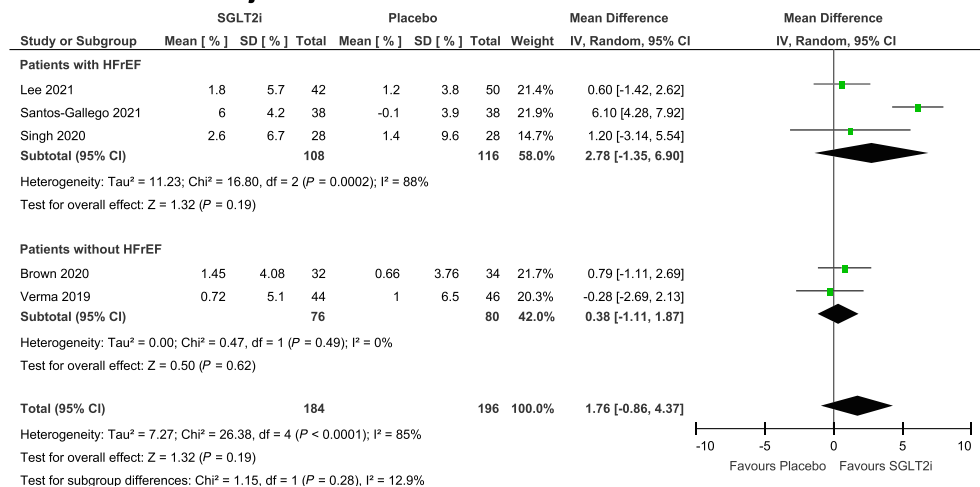 SGLT2i Placebo Mean Difference Mean Difference
Study or Subgroup Mean [ % ] SD [ % ] Total Mean [ % ] SD [ % ] Total Weight IV, Random, 95% CI IV, Random, 95% CI
Patients with HFrEF
Lee 2021 1.8 5.7 42 1.2 3.8 50 21.4% 0.60 [-1.42, 2.62]
Santos-Gallego 2021 6 4.2 38 -0.1 3.9 38 21.9% 6.10 [4.28, 7.92]
Singh 2020 2.6 6.7 28 1.4 9.6 28 14.7% 1.20 [-3.14, 5.54]
Subtotal (95% CI) 108 116 58.0% 2.78 [-1.35, 6.90]
Heterogeneity: Tau² = 11.23; Chi² = 16.80, df = 2 (P = 0.0002); I² = 88%
Test for overall effect: Z = 1.32 (P = 0.19)
Patients without HFrEF
Brown 2020 1.45 4.08 32 0.66 3.76 34 21.7% 0.79 [-1.11, 2.69]
Verma 2019 0.72 5.1 44 1 6.5 46 20.3% -0.28 [-2.69, 2.13]
Subtotal (95% CI) 76 80 42.0% 0.38 [-1.11, 1.87]
Heterogeneity: Tau² = 0.00; Chi² = 0.47, df = 1 (P = 0.49); I² = 0%
Test for overall effect: Z = 0.50 (P = 0.62)
Total (95% CI) 184 196 100.0% 1.76 [-0.86, 4.37]
Heterogeneity: Tau² = 7.27; Chi² = 26.38, df = 4 (P < 0.0001); I² = 85%
Test for overall effect: Z = 1.32 (P = 0.19)
Test for subgroup differences: Chi² = 1.15, df = 1 (P = 0.28), I² = 12.9%
-10 -5 0 5 10
Favours Placebo Favours SGLT2i